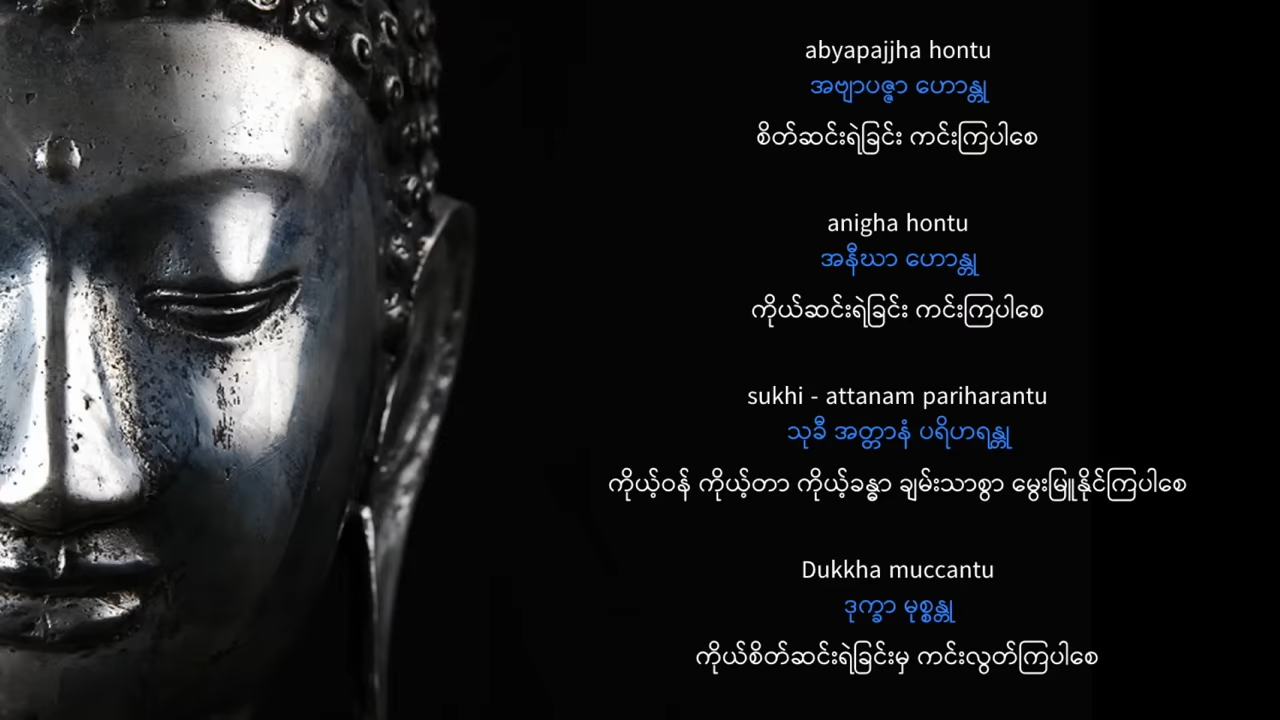 abyapajjha hontu
အဗျာပဇ္ဇာ ဟောန္တု
စိတ်ဆင်းရဲခြင်း ကင်းကြပါစေ
anigha hontu
အနီဃာ ဟောန္တု
ကိုယ်ဆင်းရဲခြင်း ကင်းကြပါစေ
sukhi - attanam pariharantu
သုခီ အတ္တာနံ ပရိဟရန္တု
ကိုယ့်ဝန် ကိုယ့်တာ ကိုယ့်ခန္ဓာ ချမ်းသာစွာ မွေးမြူနိုင်ကြပါစေ
Dukkha muccantu
ဒုက္ခာ မုစ္စန္တု
ကိုယ်စိတ်ဆင်းရဲခြင်းမှ ကင်းလွတ်ကြပါစေ